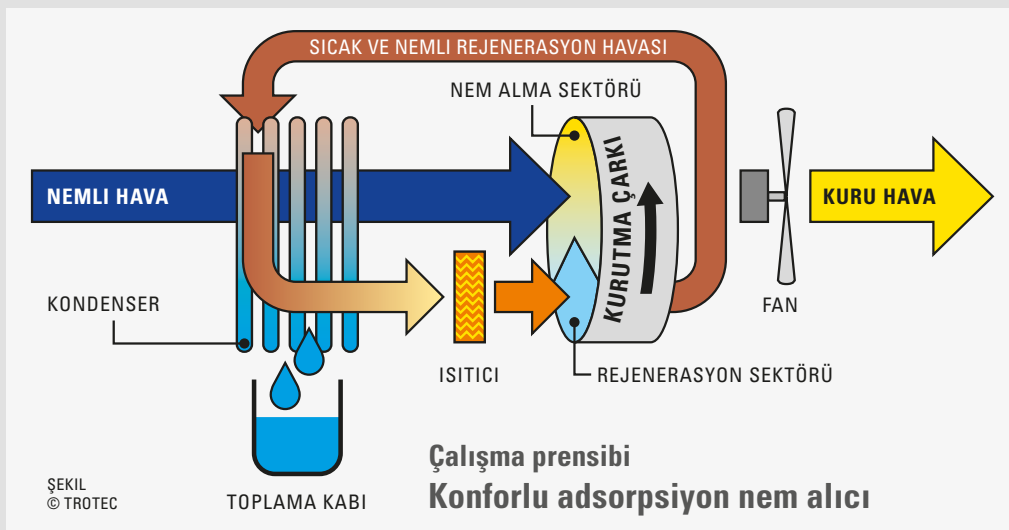 SICAK VE NEMLİ REJENERASYON HAVASI
NEM ALMA SEKTÖRÜ
NEMLİ HAVA
KURUTMA ÇARKI
KURU HAVA
KONDENSER
FAN
ISITICI
REJENERASYON SEKTÖRÜ
TOPLAMA KABI
Çalışma prensibi
Konforlu adsorpsiyon nem alıcı
ŞEKİL
© TROTEC